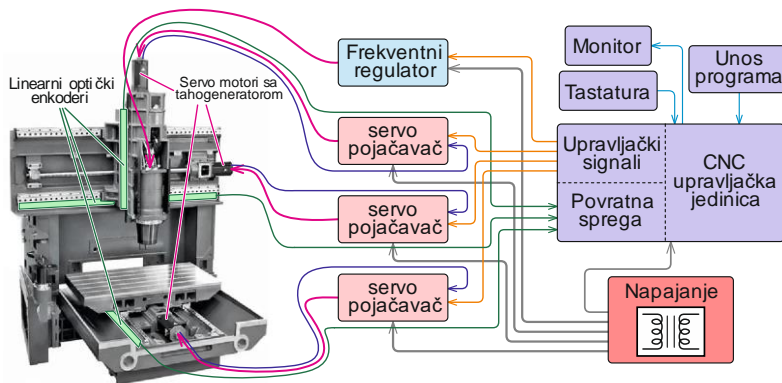 Linearni optički
enkoderi
Servo motori sa
tahogeneratorom
Frekventni
regulator
servo
pojačavač
servo
pojačavač
servo
pojačavač
Monitor
Tastatura
Unos
programa
Upravljački
signali
Povratna
sprega
CNC
upravljačka
jedinica
Napajanje